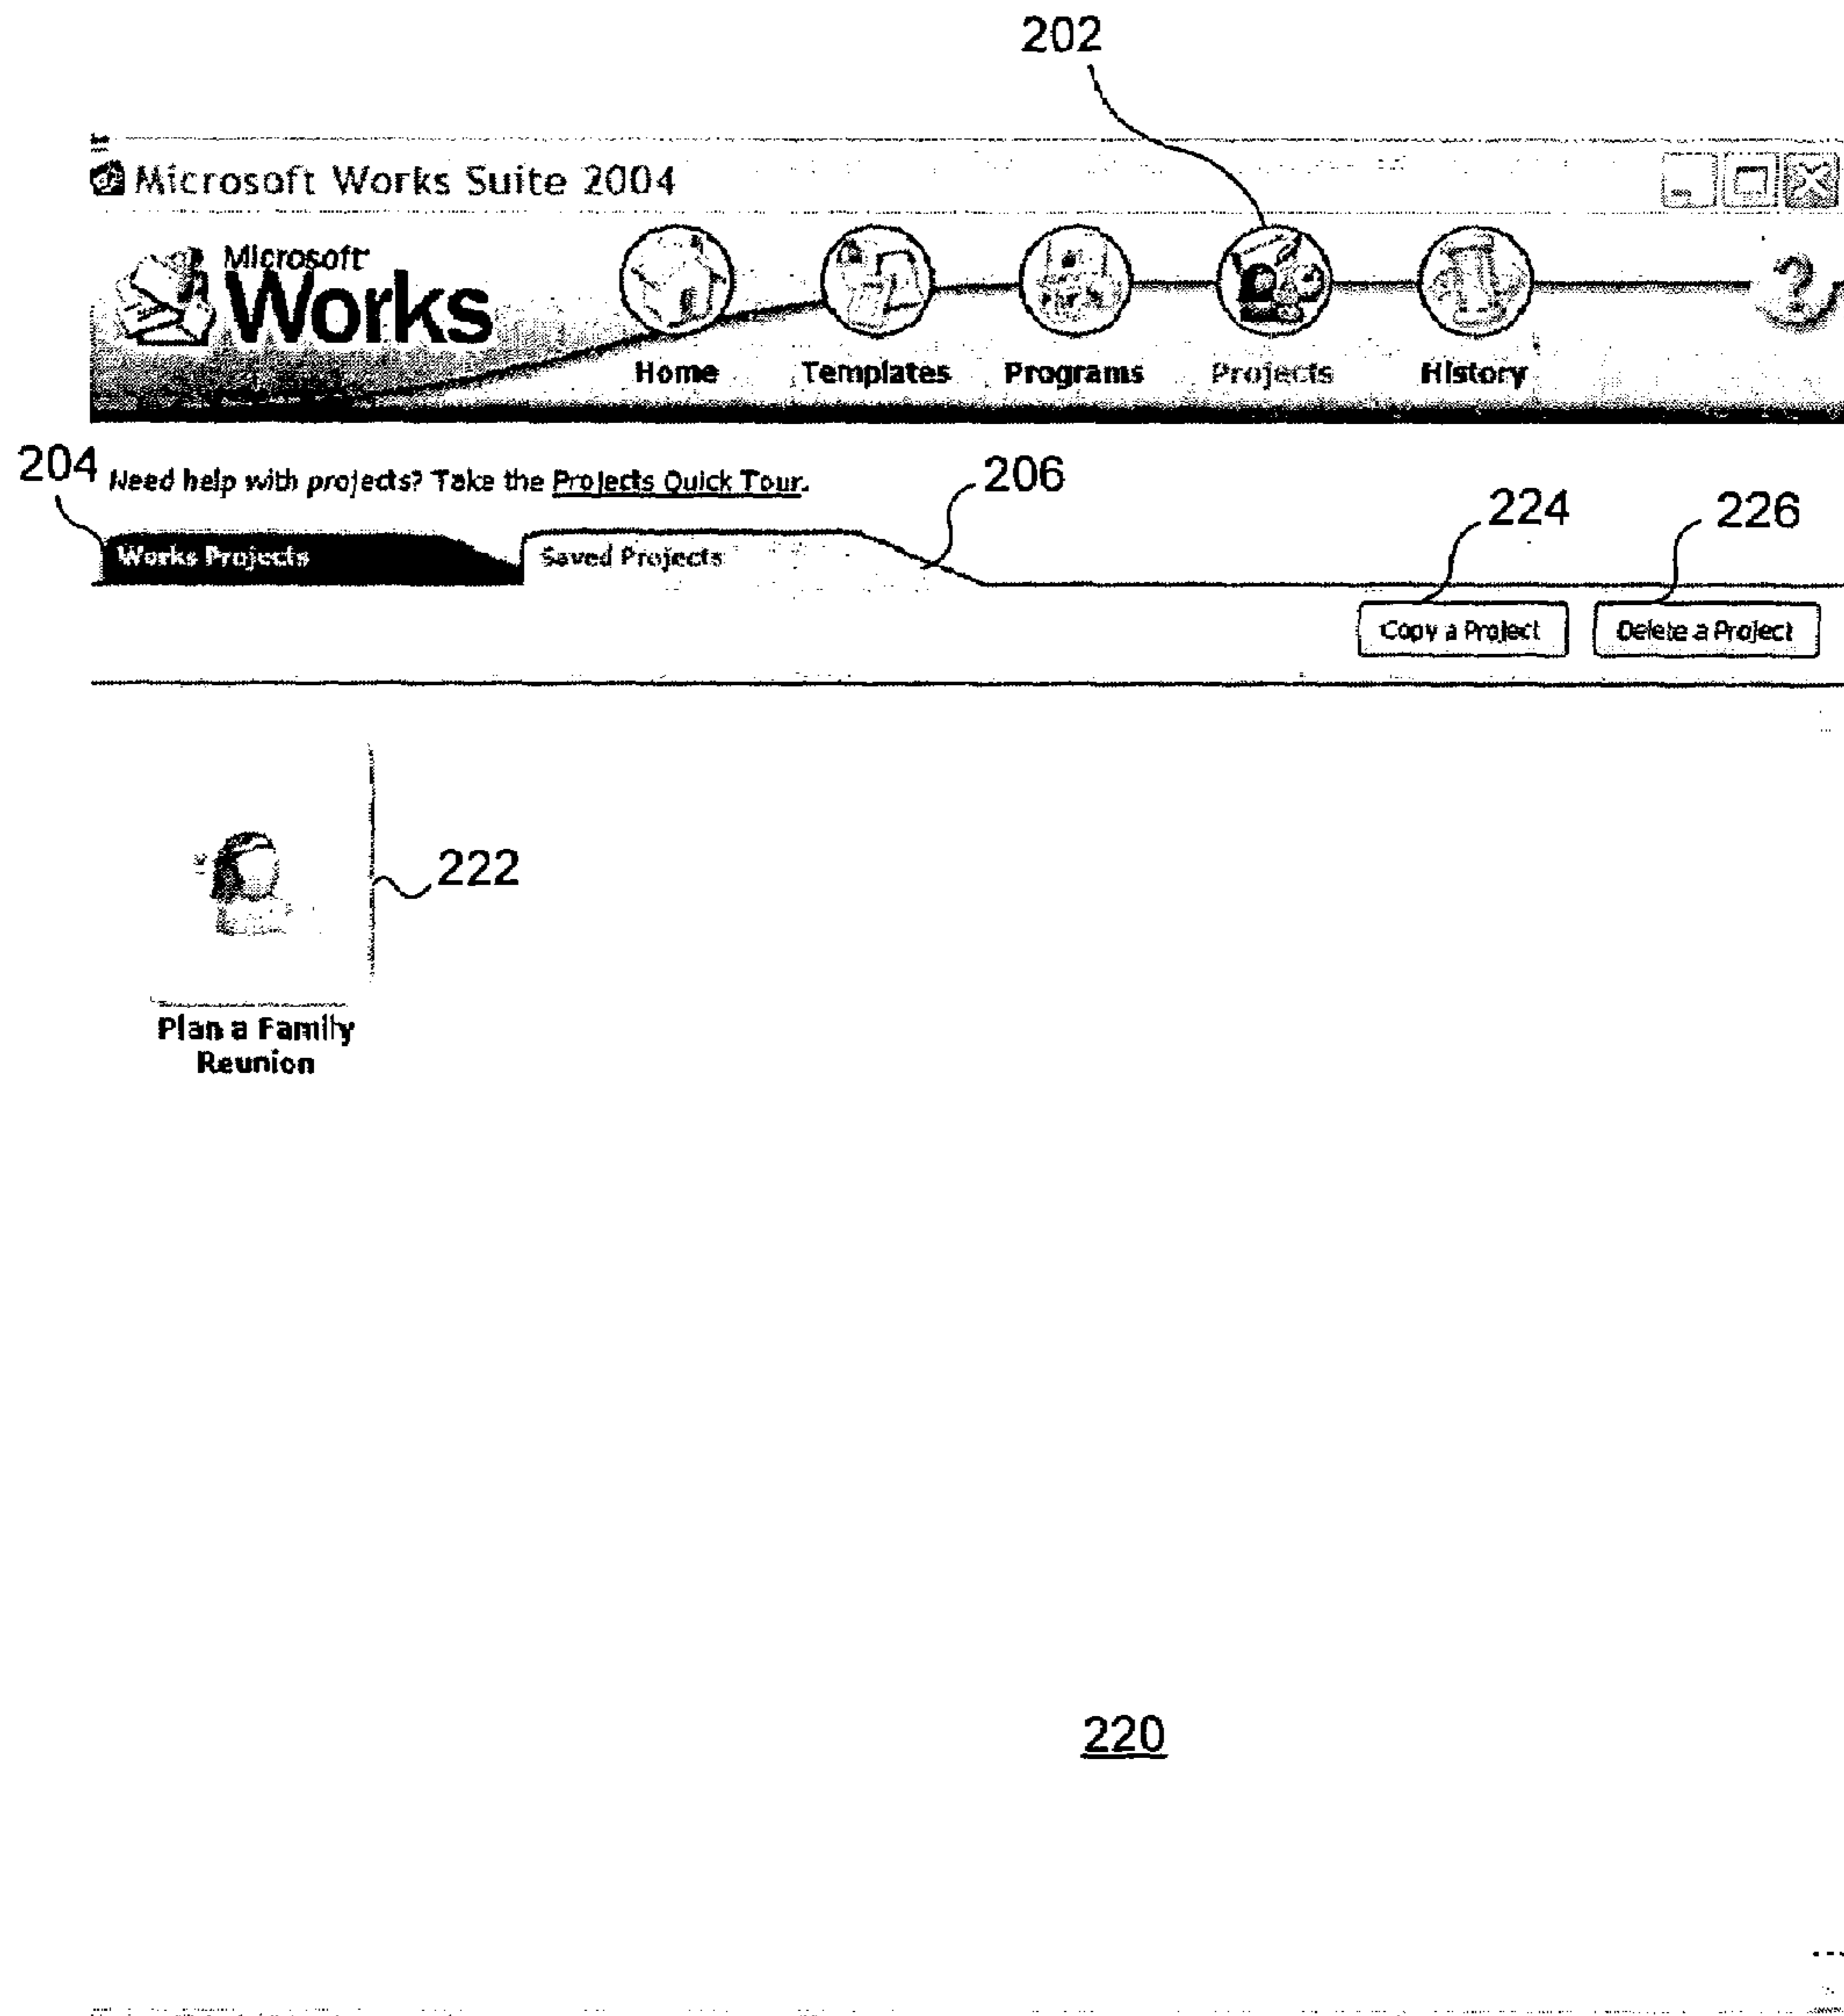 202
Microsoft Works Suite 2004
Microsoft
Works
Home Templates Programs Projects History ?
204 Need help with projects? Take the Projects Quick Tour. 206
224 226
Works Projects Saved Projects
Copy a Project Delete a Project
222
Plan a Family
Reunion
220